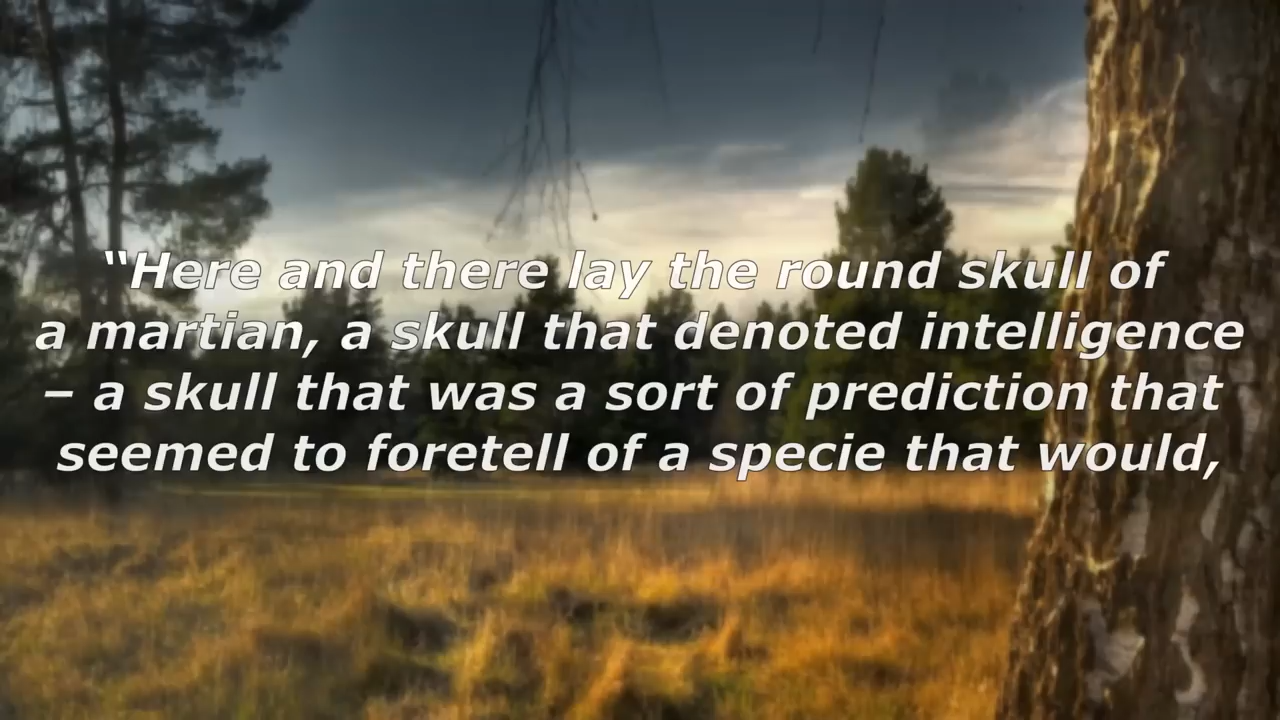 “Here and there lay the round skull of
a martian, a skull that denoted intelligence
– a skull that was a sort of prediction that
seemed to foretell of a specie that would,